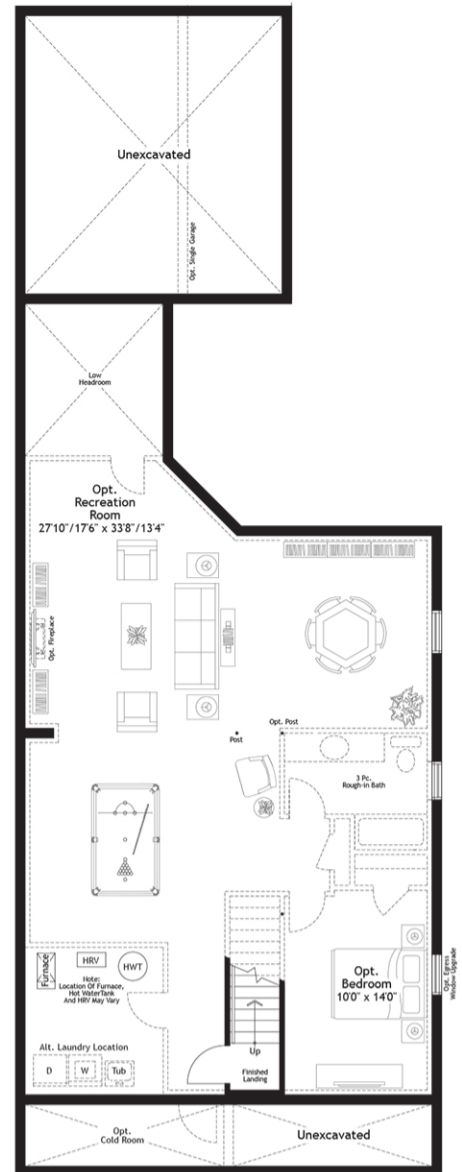 Unexcavated
Opt. Single Garage
Low
Headroom
Opt.
Recreation
Room
27'10"/17'6" x 33'8"/13'4"
Opt. Fireplace
Opt. Post
Post
3 Pc.
Rough-in Bath
Furnace
HRV
HWT
Note:
Location Of Furnace,
Hot WaterTank
And HRV May Vary
Opt.
Bedroom
10'0" x 14'0"
Opt. Egress
Window Upgrade
Alt. Laundry Location
D
W
Tub
Up
Finished
Landing
Opt.
Cold Room
Unexcavated